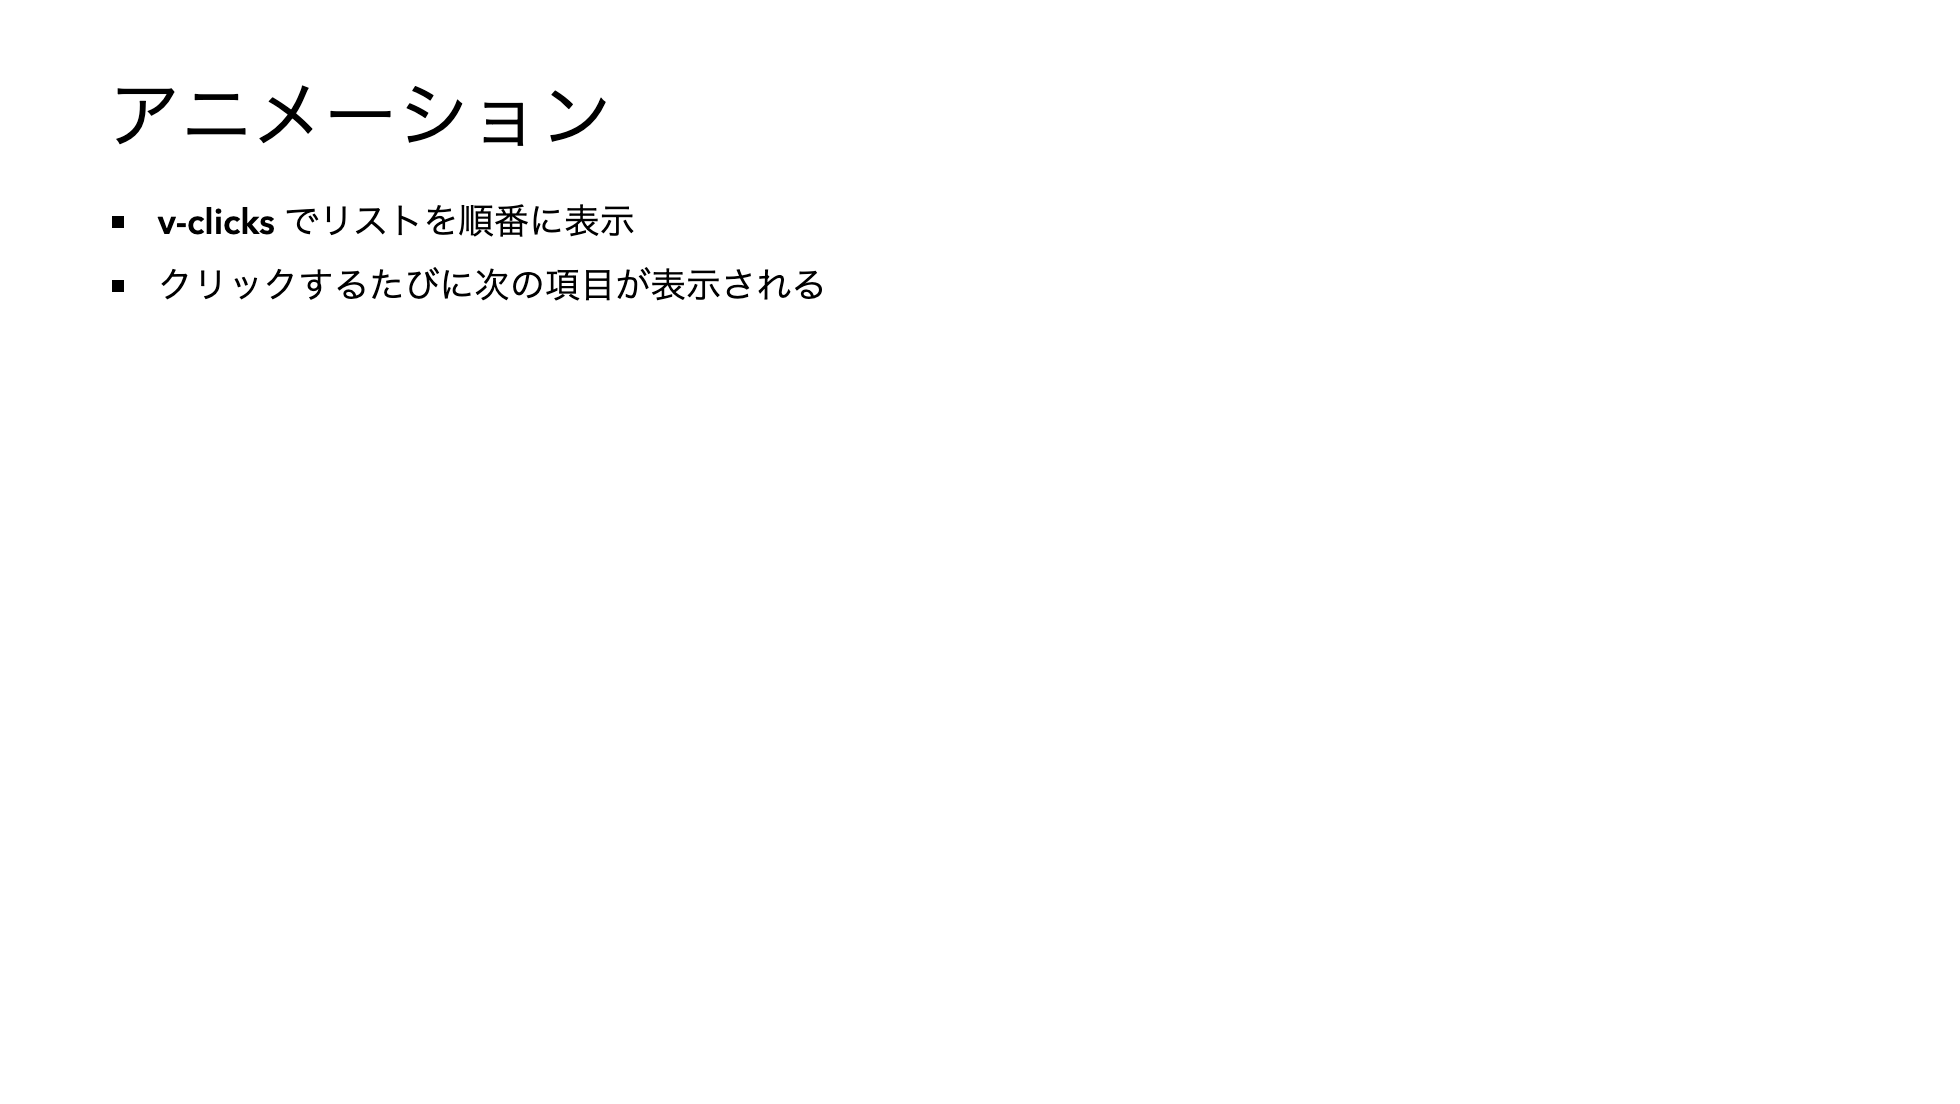 アニメーション
v-clicks でリストを順番に表示
クリックするたびに次の項目が表示される